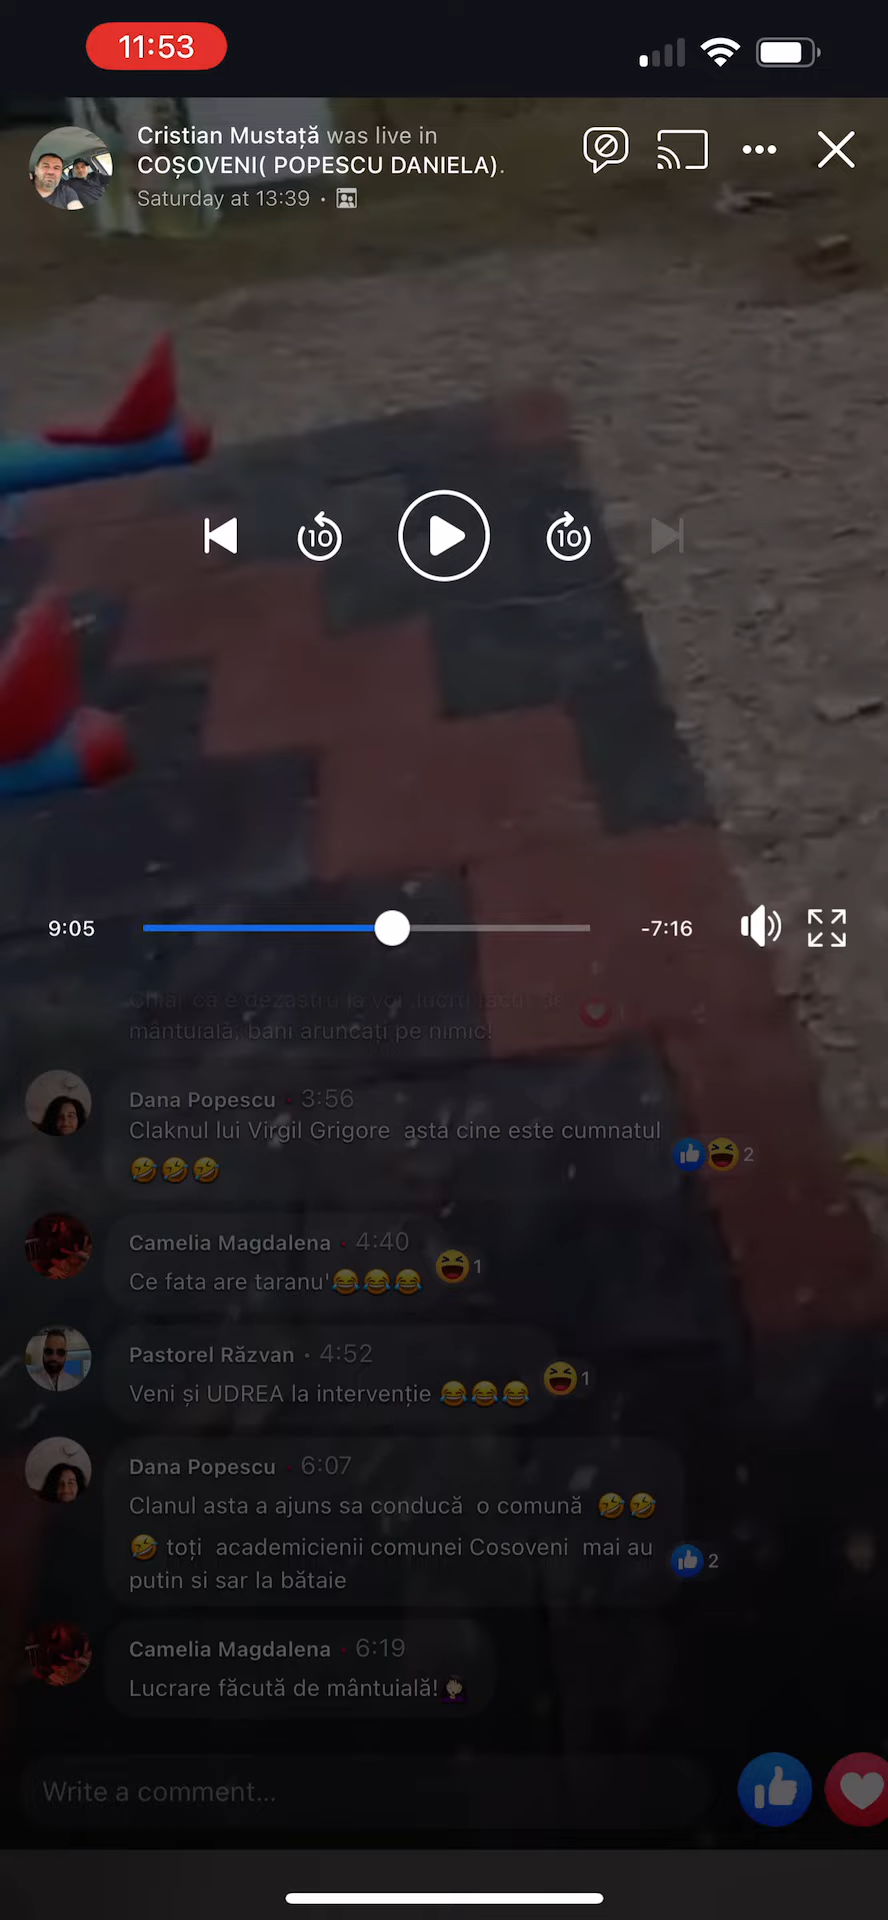 11:53
Cristian Mustață was live in
COȘOVENI( POPESCU DANIELA).
Saturday at 13:39 ·
10
10
9:05
-7:16
mântuială, bani aruncați pe nimic!
1
Dana Popescu · 3:56
Claknul lui Virgil Grigore asta cine este cumnatul
🤣🤣🤣
2
Camelia Magdalena · 4:40
Ce fata are taranu'😂😂😂
1
Pastorel Răzvan · 4:52
Veni și UDREA la intervenție 😂😂😂
1
Dana Popescu · 6:07
Clanul asta a ajuns sa conducă o comună 🤣🤣
🤣 toți academicienii comunei Cosoveni mai au
putin si sar la bătaie
2
Camelia Magdalena · 6:19
Lucrare făcută de mântuială!🤦🏻‍♀️
Write a comment...